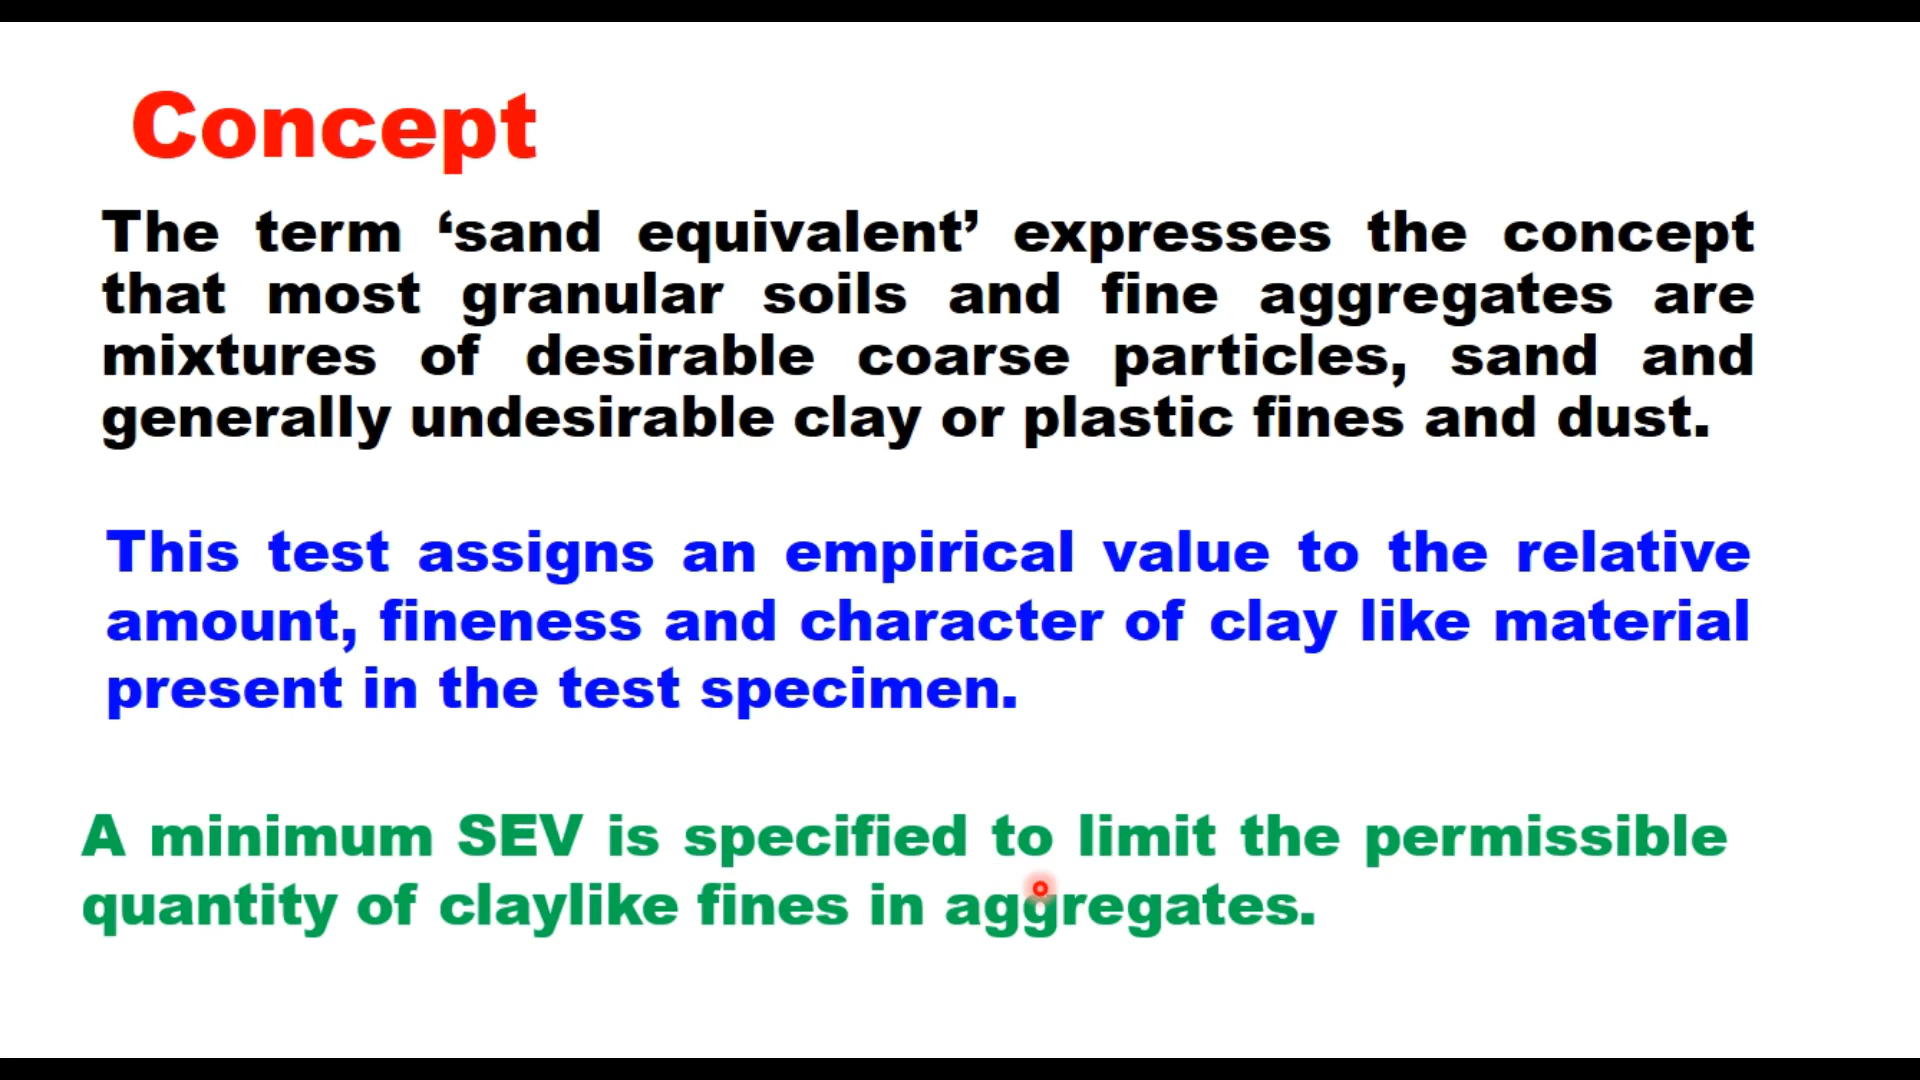 Concept
The term ‘sand equivalent’ expresses the concept
that most granular soils and fine aggregates are
mixtures of desirable coarse particles, sand and
generally undesirable clay or plastic fines and dust.
This test assigns an empirical value to the relative
amount, fineness and character of clay like material
present in the test specimen.
A minimum SEV is specified to limit the permissible
quantity of claylike fines in aggregates.